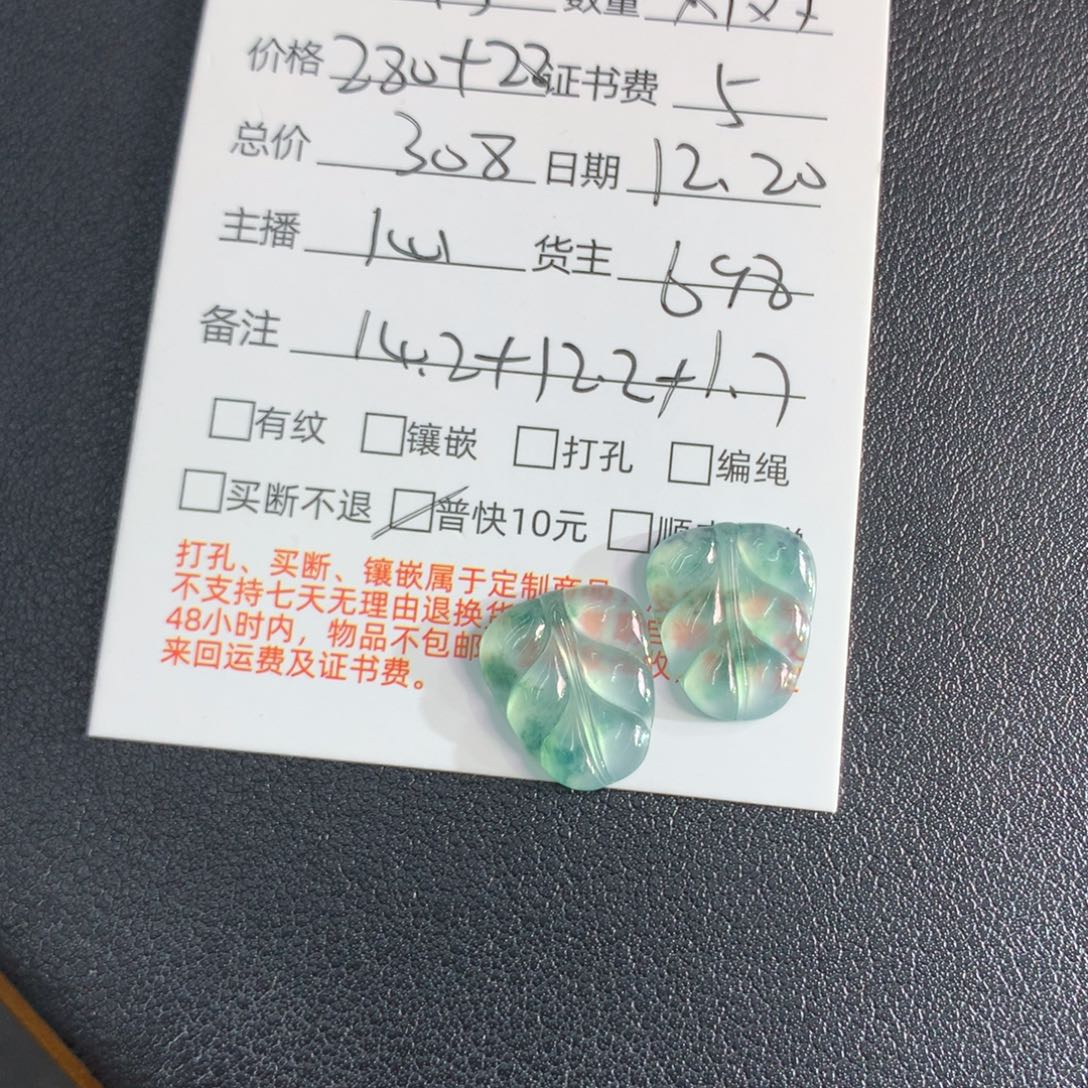 数量
价格 280+28 证书费 5
总价 308 日期 12.20
主播 141 货主 698
备注 14.2+12.2+1.7
□有纹 □镶嵌 □打孔 □编绳
□买断不退 □普快10元 □顺
打孔、买断、镶嵌属于定制商品
不支持七天无理由退换货
48小时内，物品不包邮
来回运费及证书费。